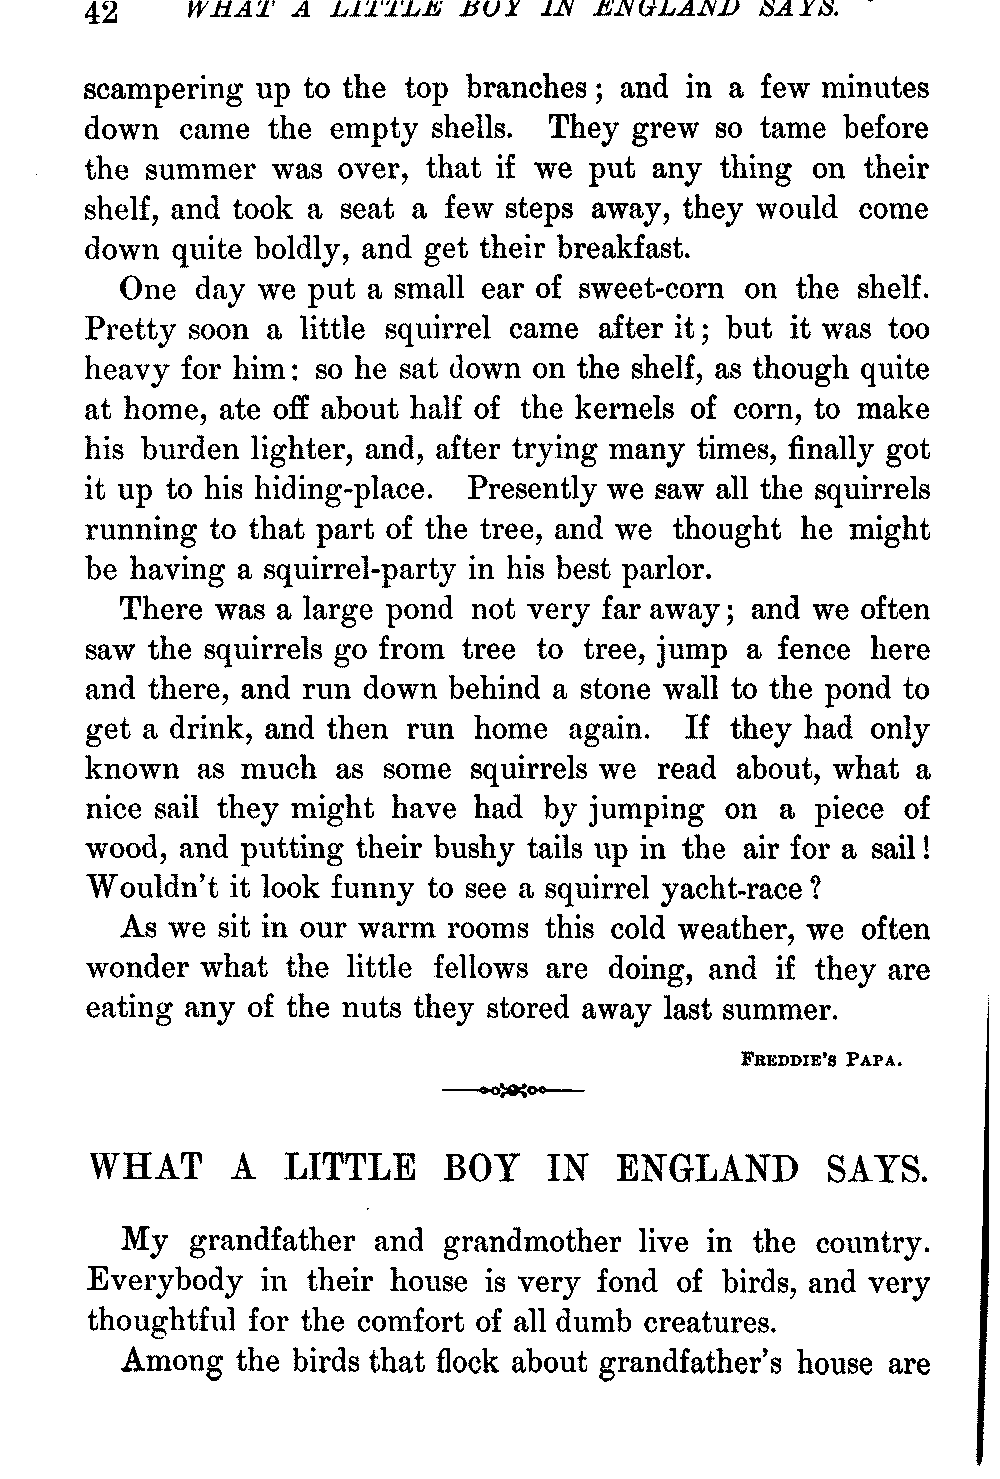 42 WHAT A LITTLE BOY IN ENGLAND SAYS.
scampering up to the top branches; and in a few minutes
down came the empty shells. They grew so tame before
the summer was over, that if we put any thing on their
shelf, and took a seat a few steps away, they would come
down quite boldly, and get their breakfast.
One day we put a small ear of sweet-corn on the shelf.
Pretty soon a little squirrel came after it; but it was too
heavy for him: so he sat down on the shelf, as though quite
at home, ate off about half of the kernels of corn, to make
his burden lighter, and, after trying many times, finally got
it up to his hiding-place. Presently we saw all the squirrels
running to that part of the tree, and we thought he might
be having a squirrel-party in his best parlor.
There was a large pond not very far away; and we often
saw the squirrels go from tree to tree, jump a fence here
and there, and run down behind a stone wall to the pond to
get a drink, and then run home again. If they had only
known as much as some squirrels we read about, what a
nice sail they might have had by jumping on a piece of
wood, and putting their bushy tails up in the air for a sail!
Wouldn't it look funny to see a squirrel yacht-race?
As we sit in our warm rooms this cold weather, we often
wonder what the little fellows are doing, and if they are
eating any of the nuts they stored away last summer.
FREDDIE'S PAPA.
WHAT A LITTLE BOY IN ENGLAND SAYS.
My grandfather and grandmother live in the country.
Everybody in their house is very fond of birds, and very
thoughtful for the comfort of all dumb creatures.
Among the birds that flock about grandfather's house are